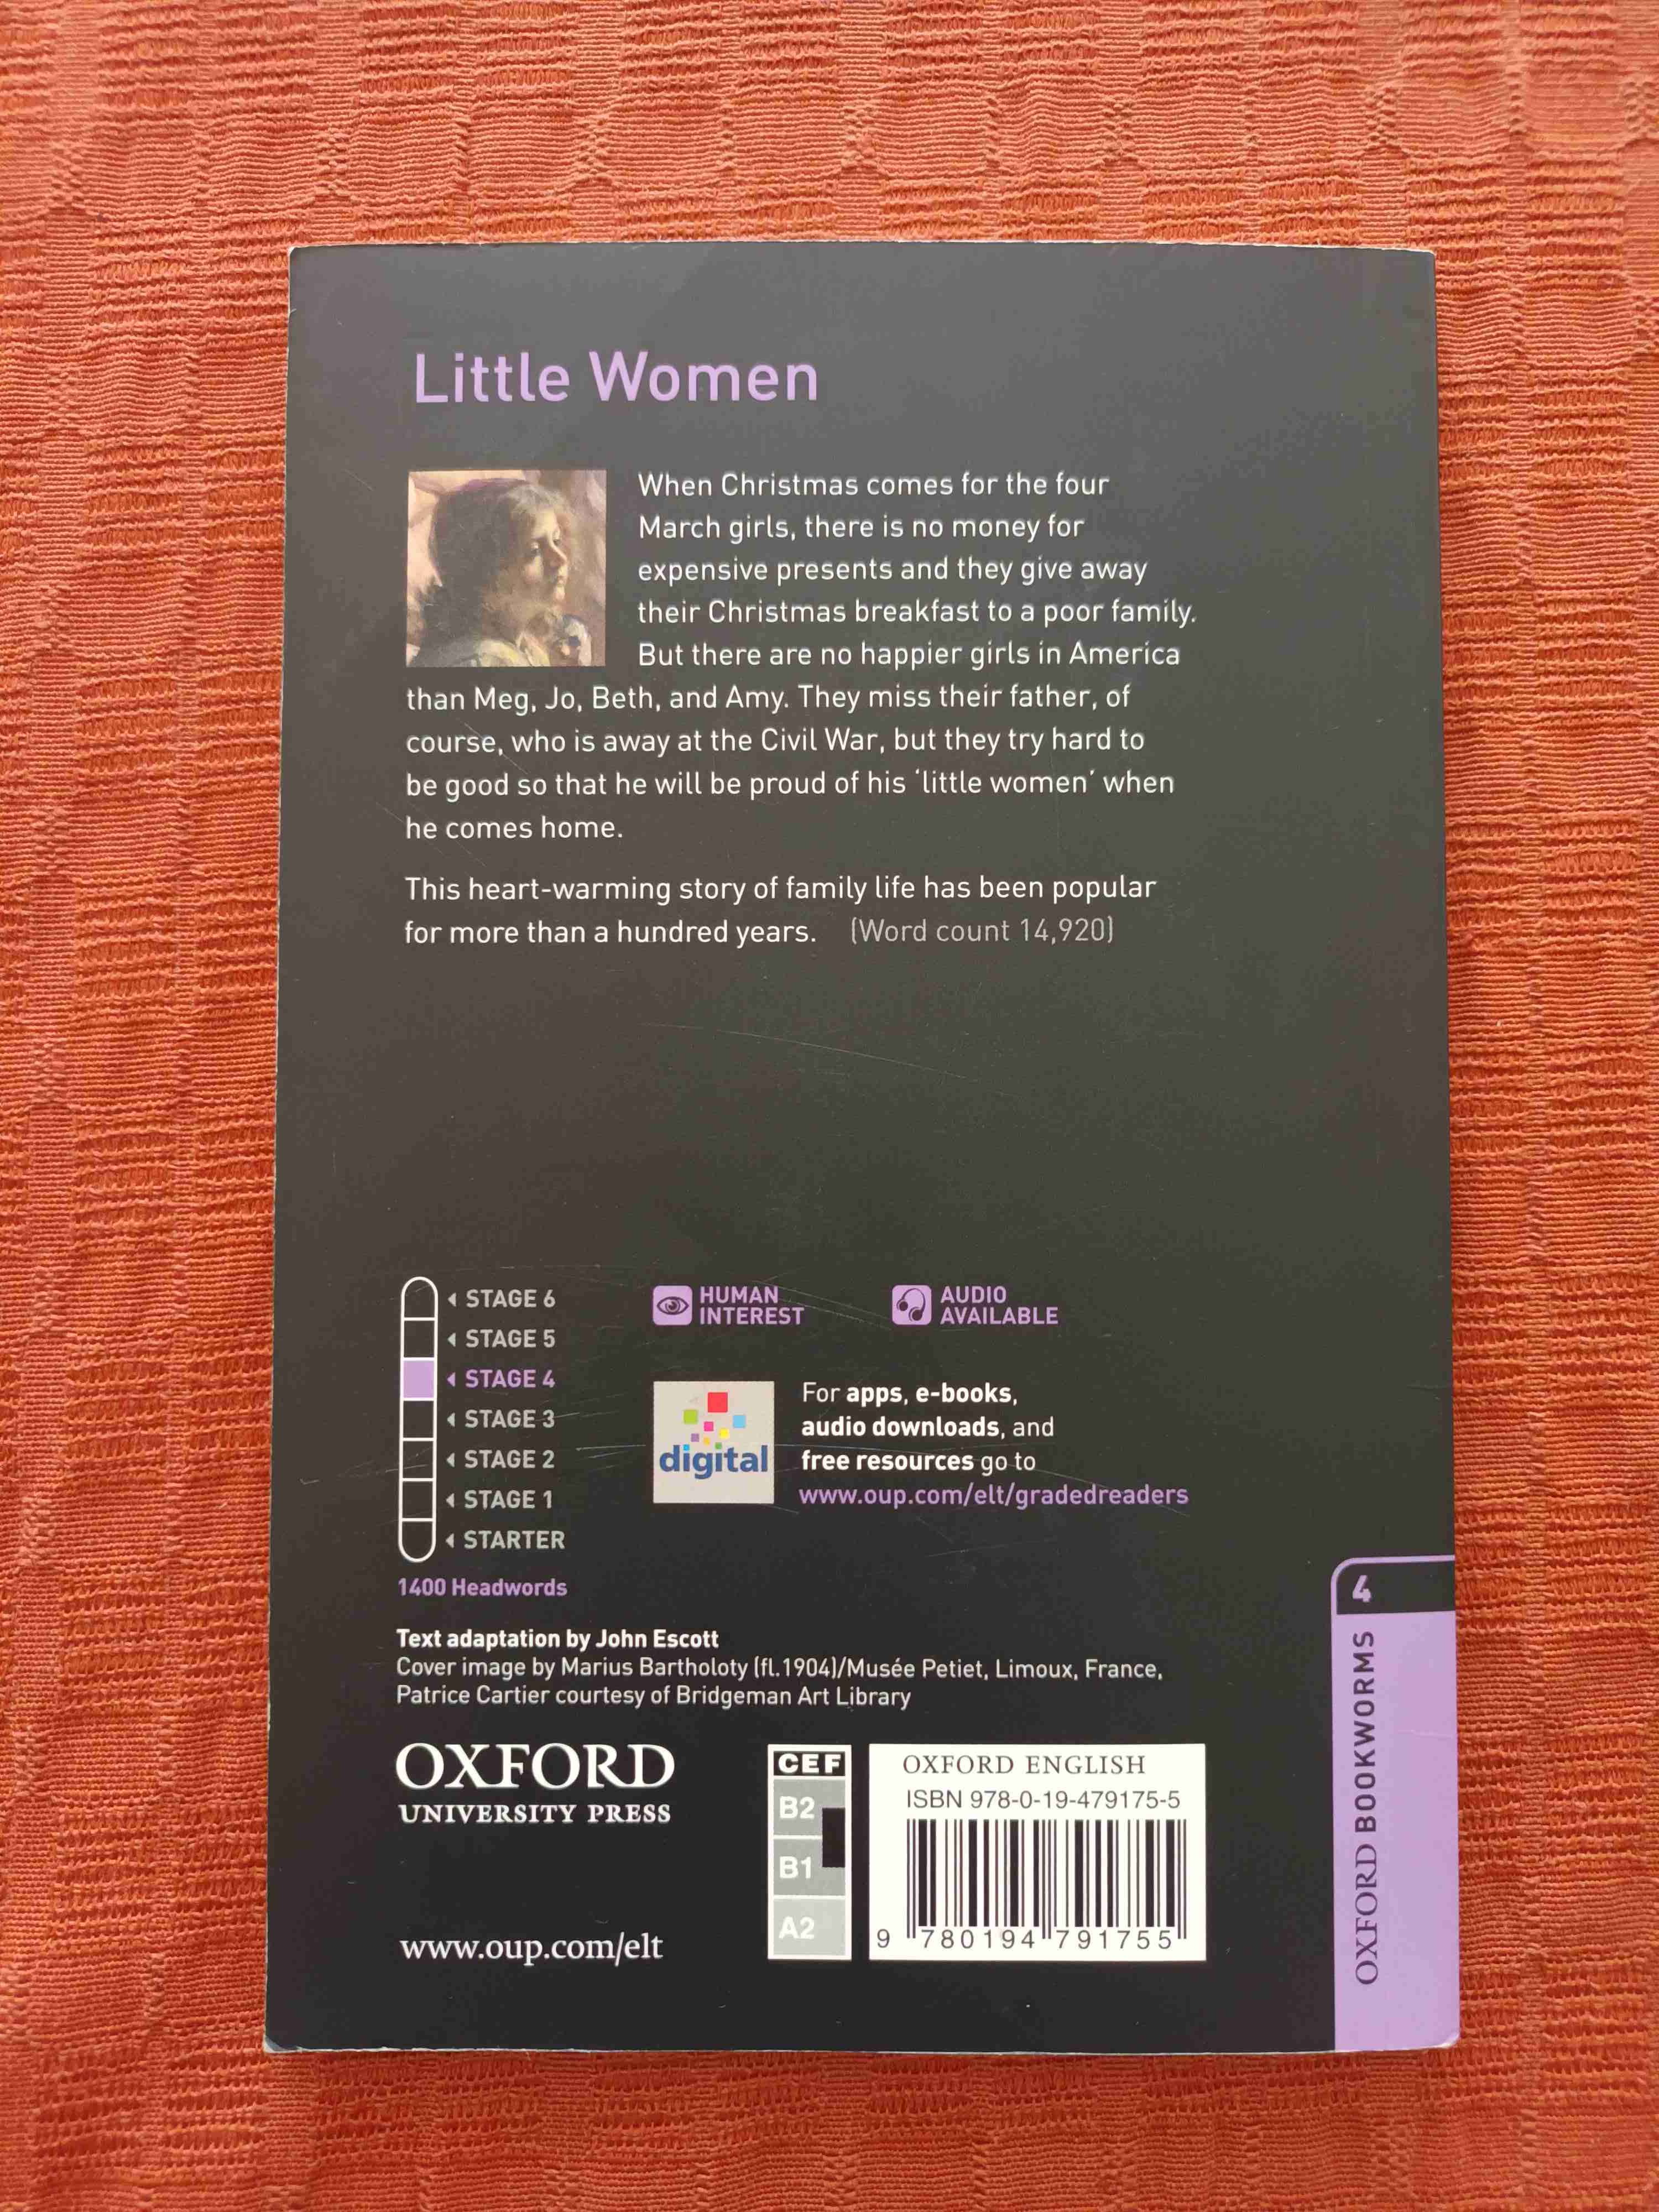 Little Women
When Christmas comes for the four
March girls, there is no money for
expensive presents and they give away
their Christmas breakfast to a poor family.
But there are no happier girls in America
than Meg, Jo, Beth, and Amy. They miss their father, of
course, who is away at the Civil War, but they try hard to
be good so that he will be proud of his ‘little women’ when
he comes home.
This heart-warming story of family life has been popular
for more than a hundred years. (Word count 14,920)
STAGE 6
STAGE 5
STAGE 4
STAGE 3
STAGE 2
STAGE 1
STARTER
1400 Headwords
HUMAN
INTEREST
AUDIO
AVAILABLE
digital
For apps, e-books,
audio downloads, and
free resources go to
www.oup.com/elt/gradedreaders
Text adaptation by John Escott
Cover image by Marius Bartholoty (fl.1904)/Musée Petiet, Limoux, France,
Patrice Cartier courtesy of Bridgeman Art Library
OXFORD
UNIVERSITY PRESS
www.oup.com/elt
CEF
B2
B1
A2
OXFORD ENGLISH
ISBN 978-0-19-479175-5
9 780194 791755
4
OXFORD BOOKWORMS